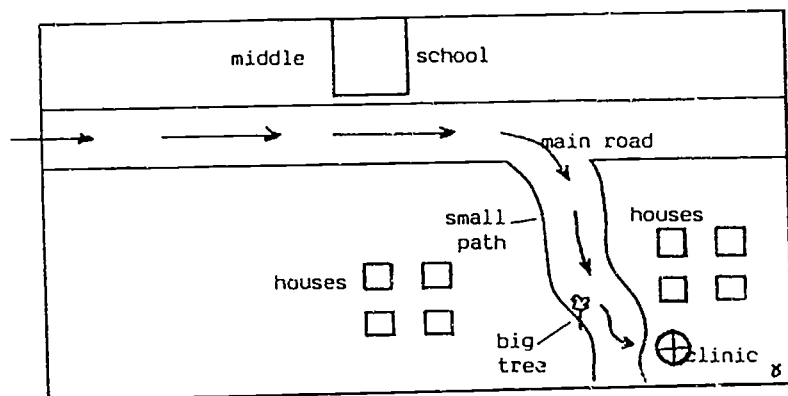 middle school
main road
small
path
houses
houses
big
tree
clinic